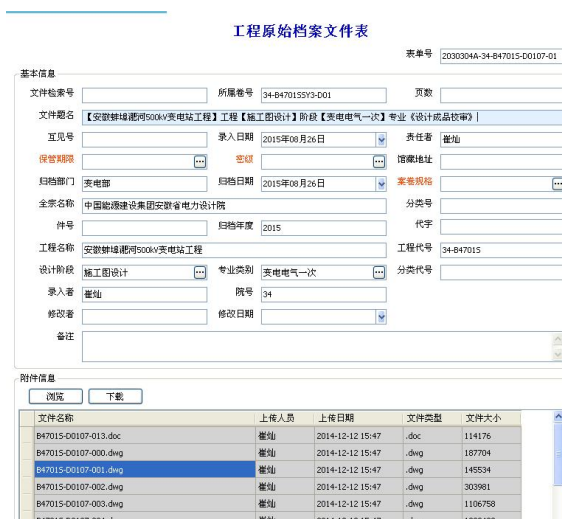 工程原始档案文件表
表单号 2030304A-34-B4701S-D0107-01
基本信息
文件检索号 所属卷号 34-B4701SSY3-D01 页数
文件题名 【安徽蚌埠淝河500kV变电站工程】工程【施工图设计】阶段【变电电气一次】专业《设计成品校审》
互见号 录入日期 2015年08月26日 责任者 崔灿
保管期限 密级 馆藏地址
归档部门 变电部 归档日期 2015年08月26日 案卷规格
全宗名称 中国能源建设集团安徽省电力设计院 分类号
件号 归档年度 2015 代字
工程名称 安徽蚌埠淝河500kV变电站工程 工程代号 34-B4701S
设计阶段 施工图设计 专业类别 变电电气一次 分类代号
录入者 崔灿 院号 34
修改者 修改日期
备注
附件信息
浏览 下载
文件名称 上传人员 上传日期 文件类型 文件大小
B4701S-D0107-013.doc 崔灿 2014-12-12 15:47 .doc 114176
B4701S-D0107-000.dwg 崔灿 2014-12-12 15:47 .dwg 187704
B4701S-D0107-001.dwg 崔灿 2014-12-12 15:47 .dwg 145534
B4701S-D0107-002.dwg 崔灿 2014-12-12 15:47 .dwg 303981
B4701S-D0107-003.dwg 崔灿 2014-12-12 15:47 .dwg 1106758